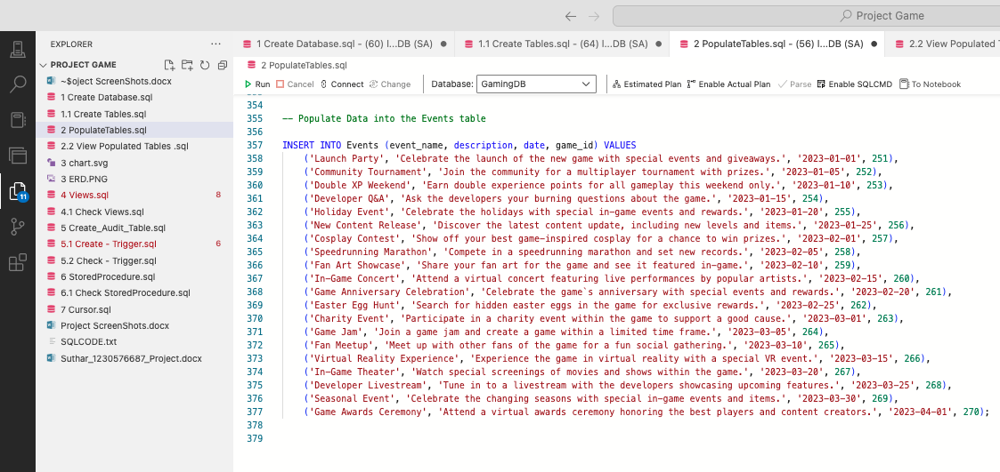 Project Game
EXPLORER
PROJECT GAME
~$oject ScreenShots.docx
1 Create Database.sql
1.1 Create Tables.sql
2 PopulateTables.sql
2.2 View Populated Tables .sql
3 chart.svg
3 ERD.PNG
4 Views.sql 8
4.1 Check Views.sql
5 Create_Audit_Table.sql
5.1 Create - Trigger.sql 6
5.2 Check - Trigger.sql
6 StoredProcedure.sql
6.1 Check StoredProcedure.sql
7 Cursor.sql
Project ScreenShots.docx
SQLCODE.txt
Suthar_1230576687_Project.docx
11
1 Create Database.sql - (60) l...DB (SA)
1.1 Create Tables.sql - (64) l...DB (SA)
2 PopulateTables.sql - (56) l...DB (SA)
2.2 View Populated
2 PopulateTables.sql
Run Cancel Connect Change Database: GamingDB Estimated Plan Enable Actual Plan Parse Enable SQLCMD To Notebook
354
355 -- Populate Data into the Events table
356
357 INSERT INTO Events (event_name, description, date, game_id) VALUES
358 ('Launch Party', 'Celebrate the launch of the new game with special events and giveaways.', '2023-01-01', 251),
359 ('Community Tournament', 'Join the community for a multiplayer tournament with prizes.', '2023-01-05', 252),
360 ('Double XP Weekend', 'Earn double experience points for all gameplay this weekend only.', '2023-01-10', 253),
361 ('Developer Q&A', 'Ask the developers your burning questions about the game.', '2023-01-15', 254),
362 ('Holiday Event', 'Celebrate the holidays with special in-game events and rewards.', '2023-01-20', 255),
363 ('New Content Release', 'Discover the latest content update, including new levels and items.', '2023-01-25', 256),
364 ('Cosplay Contest', 'Show off your best game-inspired cosplay for a chance to win prizes.', '2023-02-01', 257),
365 ('Speedrunning Marathon', 'Compete in a speedrunning marathon and set new records.', '2023-02-05', 258),
366 ('Fan Art Showcase', 'Share your fan art for the game and see it featured in-game.', '2023-02-10', 259),
367 ('In-Game Concert', 'Attend a virtual concert featuring live performances by popular artists.', '2023-02-15', 260),
368 ('Game Anniversary Celebration', 'Celebrate the game`s anniversary with special events and rewards.', '2023-02-20', 261),
369 ('Easter Egg Hunt', 'Search for hidden easter eggs in the game for exclusive rewards.', '2023-02-25', 262),
370 ('Charity Event', 'Participate in a charity event within the game to support a good cause.', '2023-03-01', 263),
371 ('Game Jam', 'Join a game jam and create a game within a limited time frame.', '2023-03-05', 264),
372 ('Fan Meetup', 'Meet up with other fans of the game for a fun social gathering.', '2023-03-10', 265),
373 ('Virtual Reality Experience', 'Experience the game in virtual reality with a special VR event.', '2023-03-15', 266),
374 ('In-Game Theater', 'Watch special screenings of movies and shows within the game.', '2023-03-20', 267),
375 ('Developer Livestream', 'Tune in to a livestream with the developers showcasing upcoming features.', '2023-03-25', 268),
376 ('Seasonal Event', 'Celebrate the changing seasons with special in-game events and items.', '2023-03-30', 269),
377 ('Game Awards Ceremony', 'Attend a virtual awards ceremony honoring the best players and content creators.', '2023-04-01', 270);
378
379